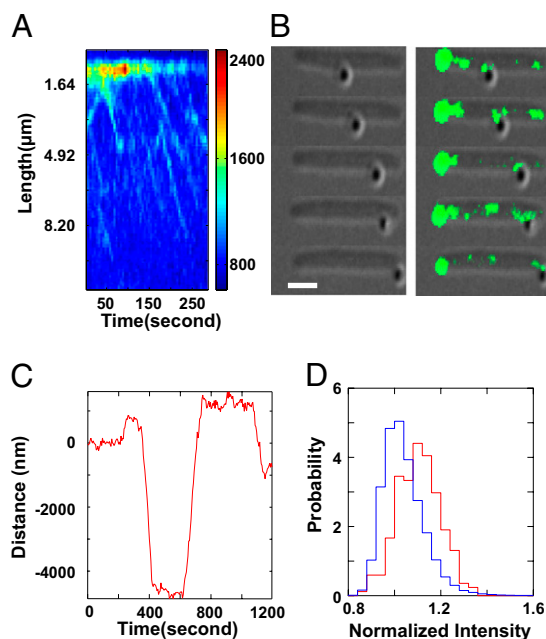 A
B
2400
1600
800
1.64
4.92
8.20
Length(µm)
50 150 250
Time(second)
C
D
0
-2000
-4000
Distance (nm)
0 400 800 1200
Time(second)
6
4
2
0
Probability
0.8 1.2 1.6
Normalized Intensity